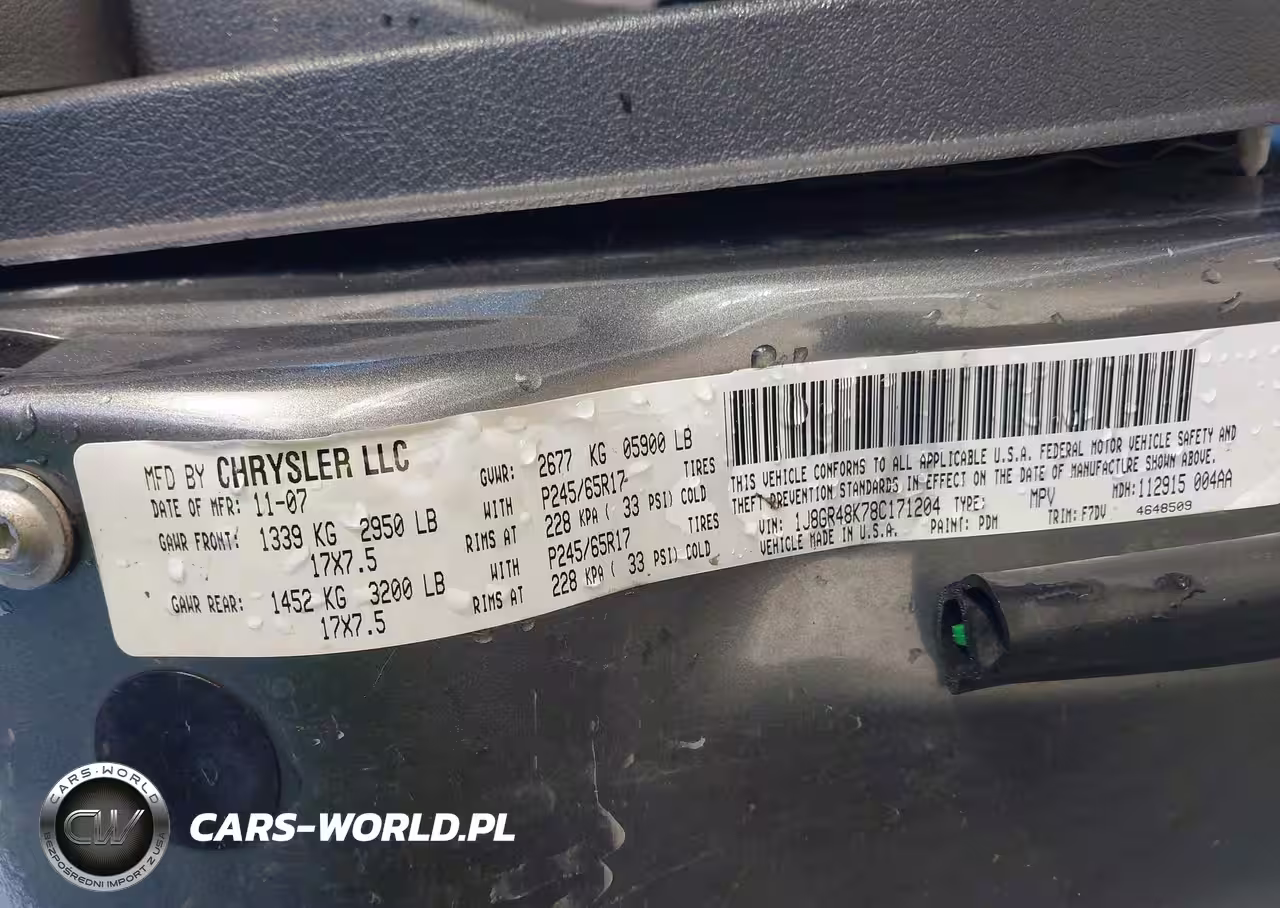 MFD BY CHRYSLER LLC
DATE OF MFR: 11-07
GVWR: 2677 KG 05900 LB
GAWR FRONT: 1339 KG 2950 LB
WITH P245/65R17 TIRES
17X7.5
RIMS AT 228 KPA ( 33 PSI) COLD
GAWR REAR: 1452 KG 3200 LB
WITH P245/65R17 TIRES
17X7.5
RIMS AT 228 KPA ( 33 PSI) COLD
THIS VEHICLE CONFORMS TO ALL APPLICABLE U.S.A. FEDERAL MOTOR VEHICLE SAFETY AND
THEFT PREVENTION STANDARDS IN EFFECT ON THE DATE OF MANUFACTURE SHOWN ABOVE.
VIN: 1J8GR48K78C171204 TYPE: MPV MDH: 112915 004AA
VEHICLE MADE IN U.S.A. PAINT: PDM TRIM: F7DV 4648509
CARS-WORLD
CW
BEZPOŚREDNI IMPORT Z USA
CARS-WORLD.PL